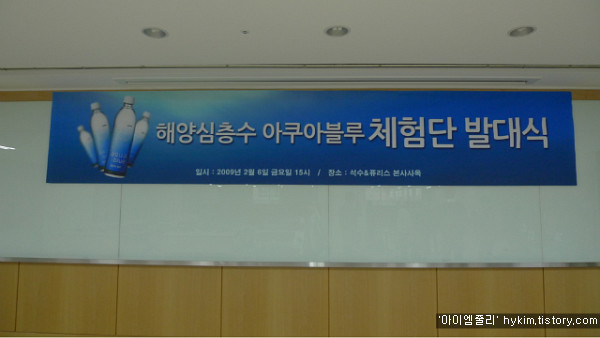 해양심층수 아쿠아블루 체험단 발대식
일시 : 2009년 2월 6일 금요일 15시 / 장소 : 석수&퓨리스 본사사옥
'아이엠쭐리' hykim.tistory.com